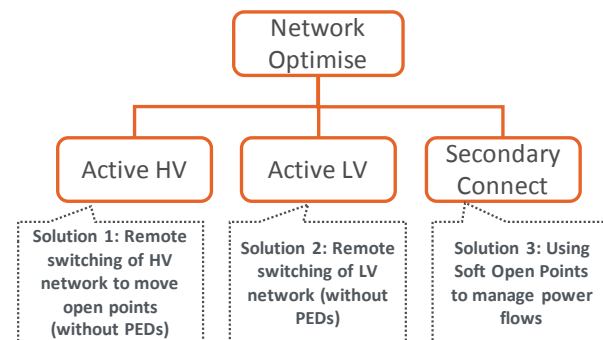 Network
Optimise
Active HV
Active LV
Secondary
Connect
Solution 1: Remote
switching of HV
network to move
open points
(without PEDs)
Solution 2: Remote
switching of LV
network (without
PEDs)
Solution 3: Using
Soft Open Points
to manage power
flows